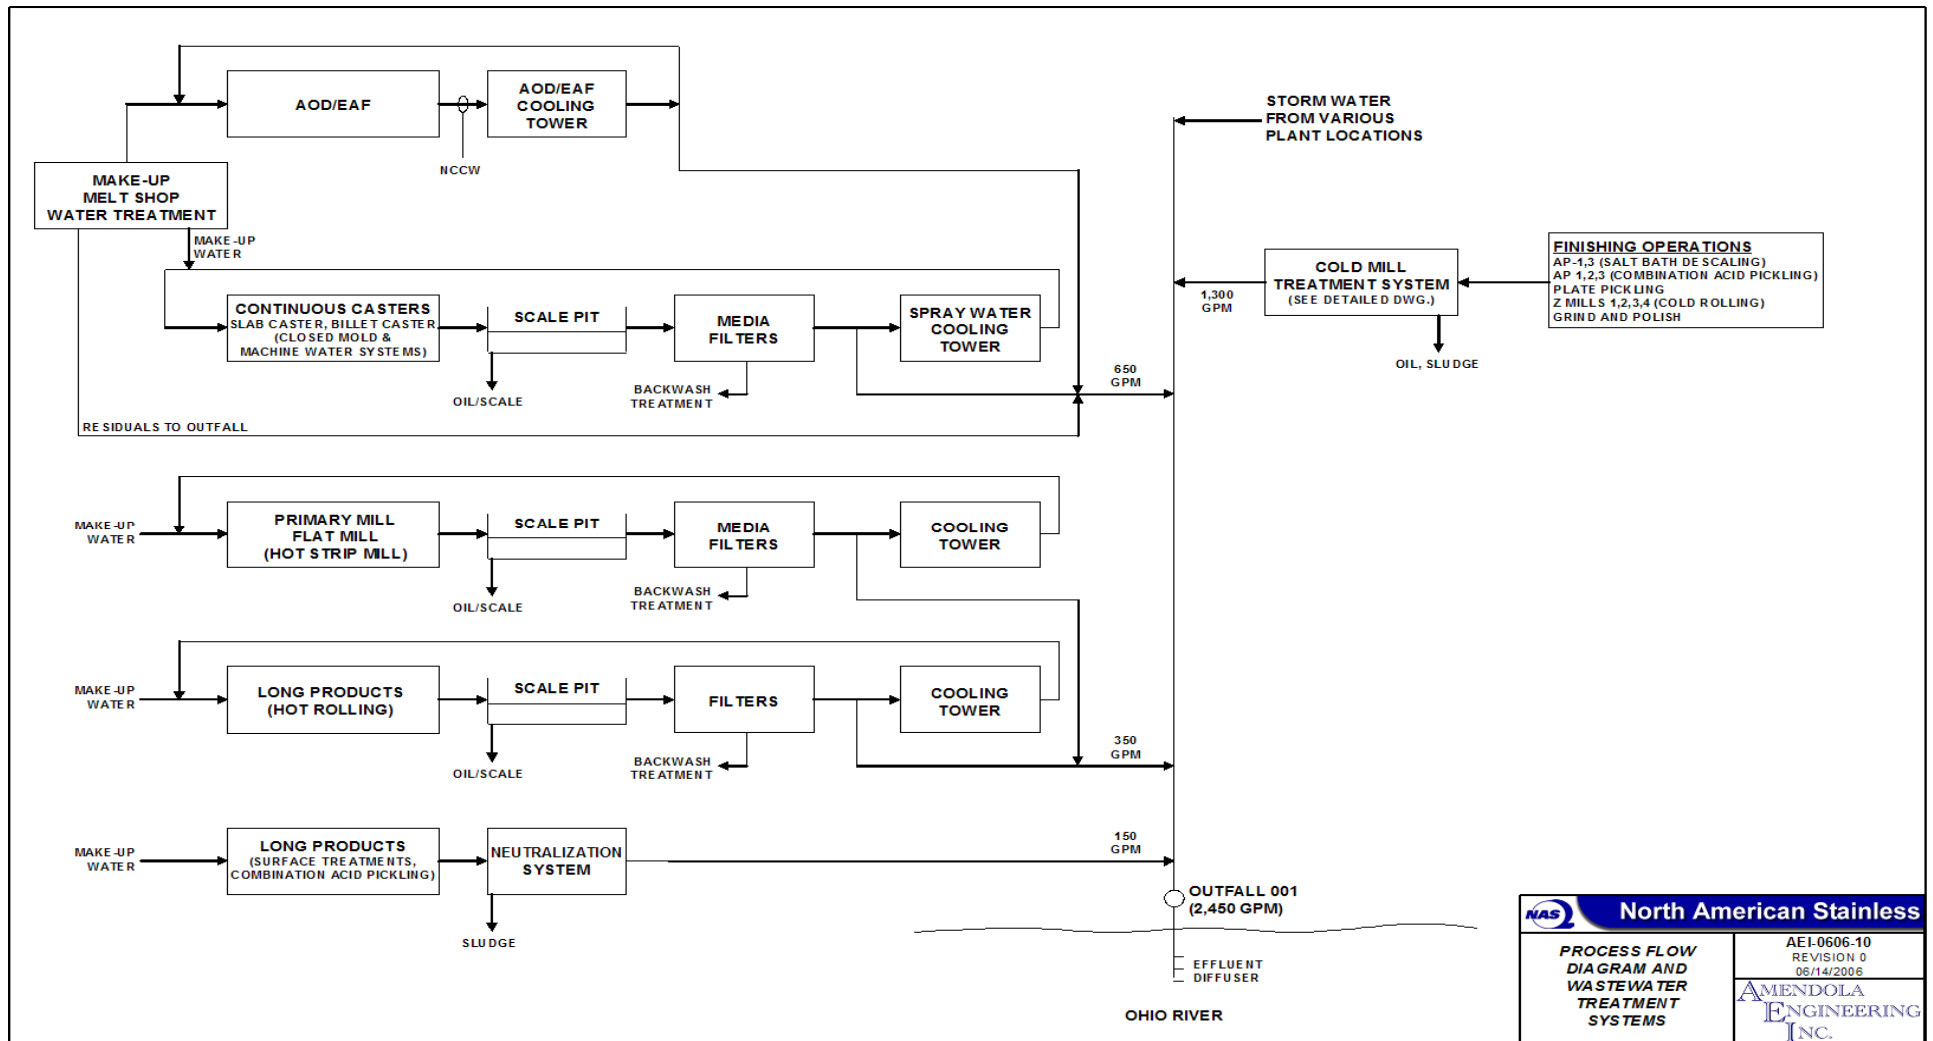 AOD/EAF
AOD/EAF
COOLING
TOWER
NCCW
STORM WATER
FROM VARIOUS
PLANT LOCATIONS
MAKE-UP
MELT SHOP
WATER TREATMENT
MAKE-UP
WATER
CONTINUOUS CASTERS
SLAB CASTER, BILLET CASTER
(CLOSED MOLD &
MACHINE WATER SYSTEMS)
SCALE PIT
OIL/SCALE
MEDIA
FILTERS
BACKWASH
TREATMENT
SPRAY WATER
COOLING
TOWER
650
GPM
RESIDUALS TO OUTFALL
1,300
GPM
COLD MILL
TREATMENT SYSTEM
(SEE DETAILED DWG.)
OIL, SLUDGE
FINISHING OPERATIONS
AP-1,3 (SALT BATH DESCALING)
AP 1,2,3 (COMBINATION ACID PICKLING)
PLATE PICKLING
Z MILLS 1,2,3,4 (COLD ROLLING)
GRIND AND POLISH
MAKE-UP
WATER
PRIMARY MILL
FLAT MILL
(HOT STRIP MILL)
SCALE PIT
OIL/SCALE
MEDIA
FILTERS
BACKWASH
TREATMENT
COOLING
TOWER
MAKE-UP
WATER
LONG PRODUCTS
(HOT ROLLING)
SCALE PIT
OIL/SCALE
FILTERS
BACKWASH
TREATMENT
COOLING
TOWER
350
GPM
MAKE-UP
WATER
LONG PRODUCTS
(SURFACE TREATMENTS,
COMBINATION ACID PICKLING)
NEUTRALIZATION
SYSTEM
SLUDGE
150
GPM
OUTFALL 001
(2,450 GPM)
EFFLUENT
DIFFUSER
OHIO RIVER
NAS
North American Stainless
PROCESS FLOW
DIAGRAM AND
WASTEWATER
TREATMENT
SYSTEMS
AEI-0606-10
REVISION 0
06/14/2006
AMENDOLA
ENGINEERING
INC.